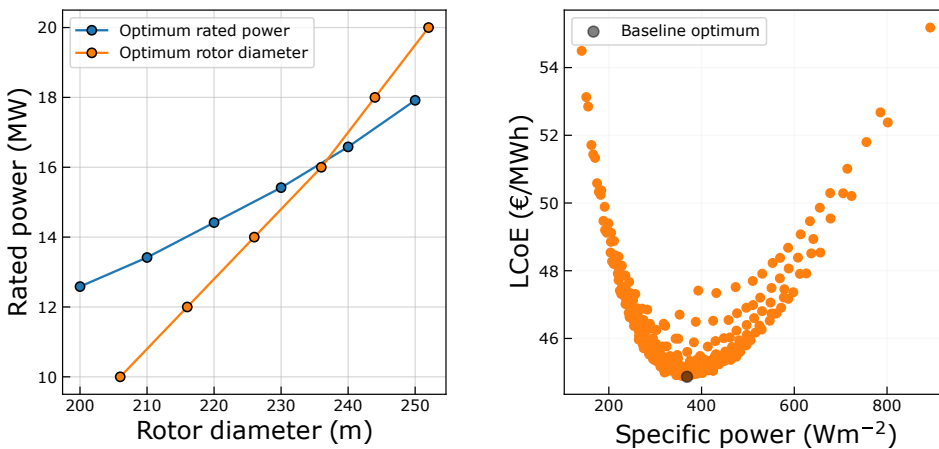 Rated power (MW)
20
18
16
14
12
10
Optimum rated power
Optimum rotor diameter
200 210 220 230 240 250
Rotor diameter (m)
LCoE (€/MWh)
54
52
50
48
46
Baseline optimum
200 400 600 800
Specific power (Wm⁻²)